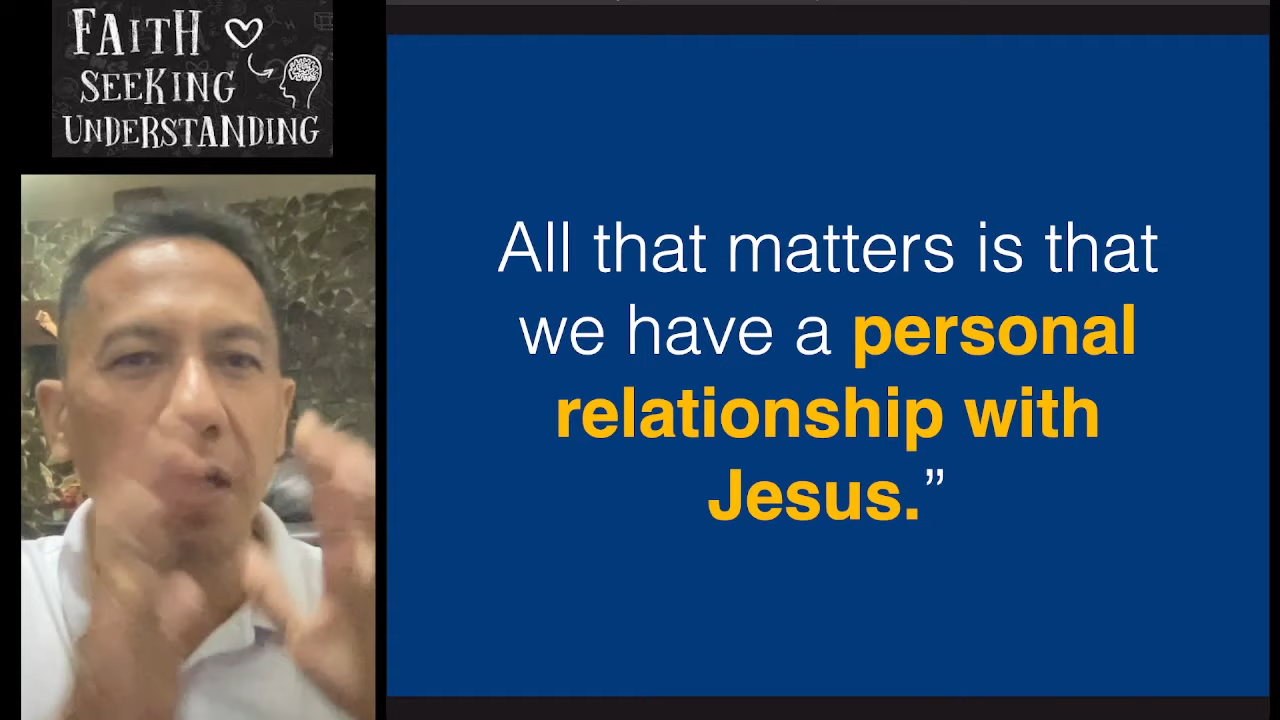 FAITH
SEEKING
UNDERSTANDING
All that matters is that
we have a personal
relationship with
Jesus.”